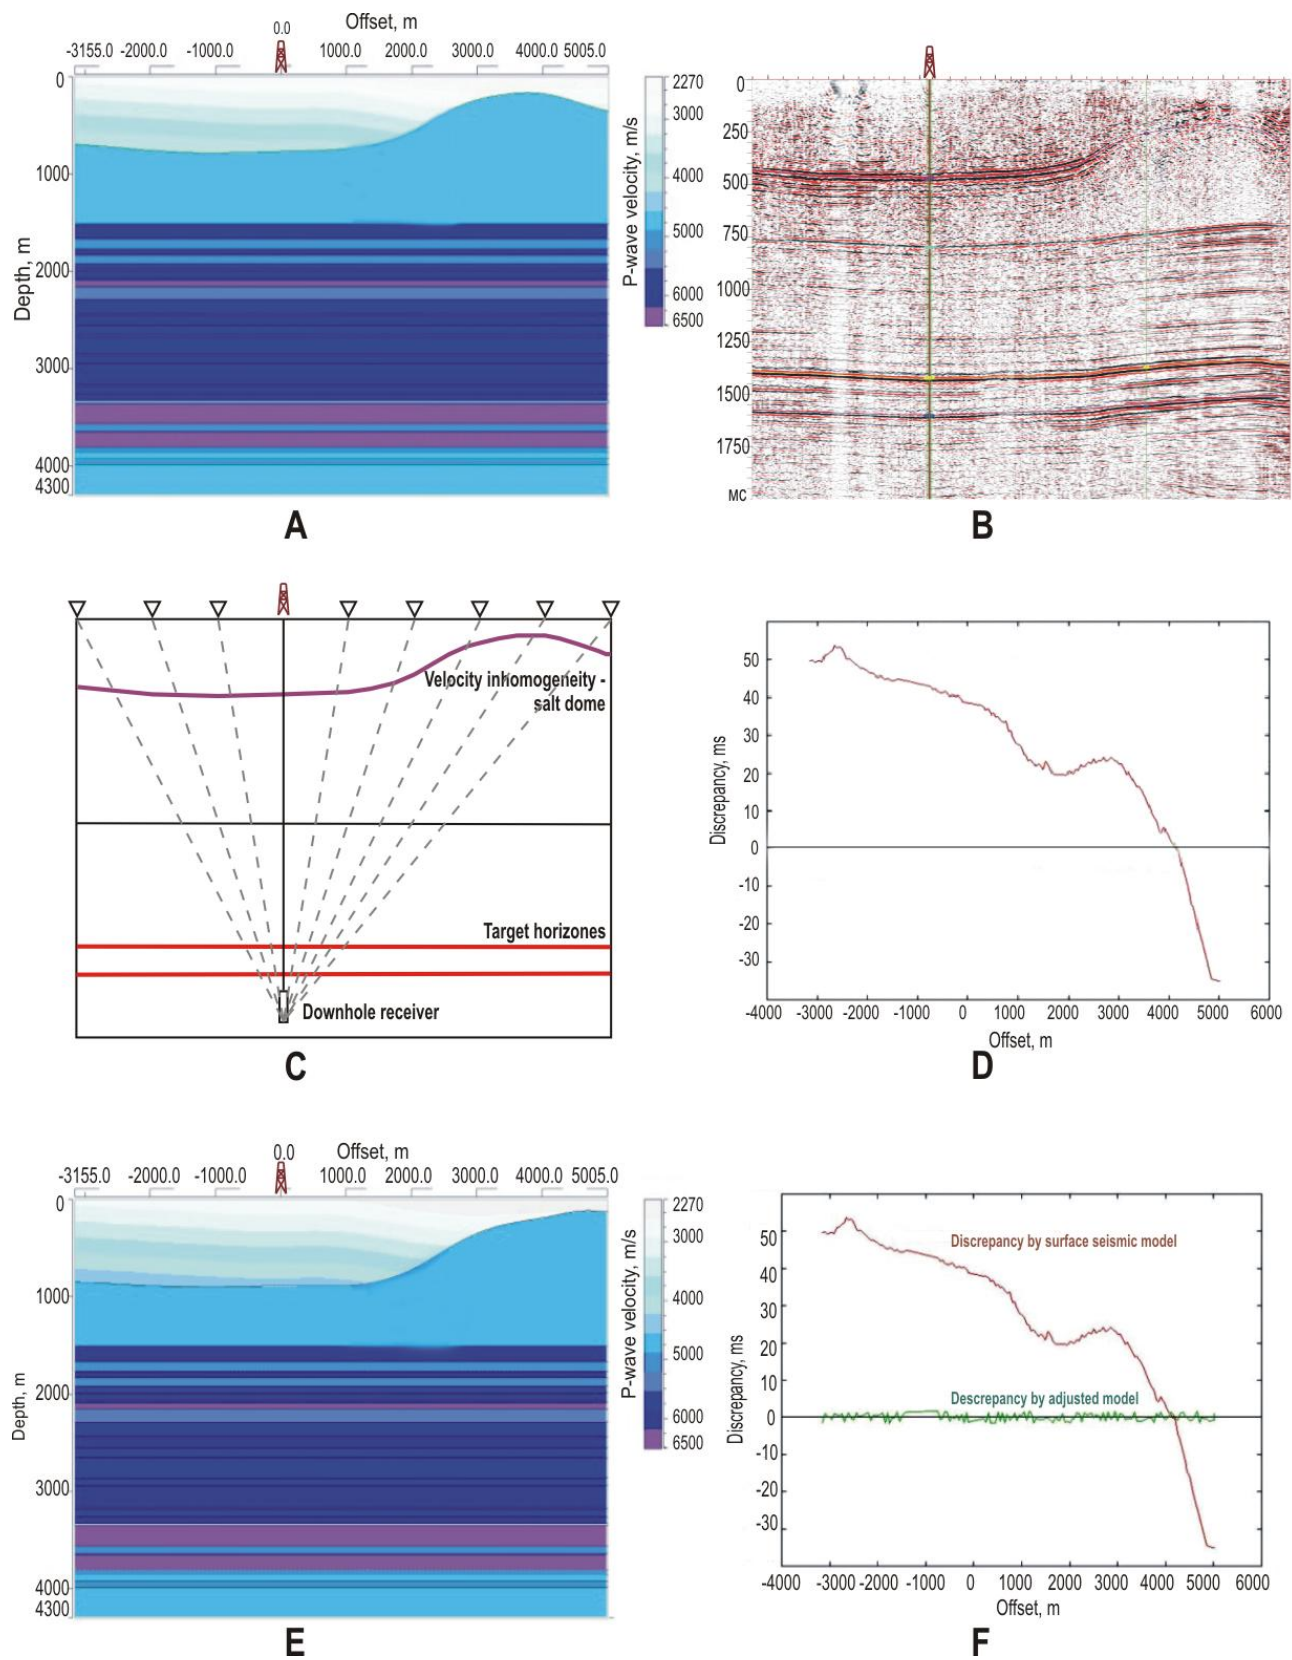 Offset, m
0.0
-3155.0 -2000.0 -1000.0 1000.0 2000.0 3000.0 4000.0 5005.0
Depth, m
0
1000
2000
3000
4000
4300
P-wave velocity, m/s
2270
3000
4000
5000
6000
6500
A
0
250
500
750
1000
1250
1500
1750
мс
B
Velocity inhomogeneity -
salt dome
Target horizones
Downhole receiver
C
Discrepancy, ms
50
40
30
20
10
0
-10
-20
-30
-4000 -3000 -2000 -1000 0 1000 2000 3000 4000 5000 6000
Offset, m
D
0.0 Offset, m
-3155.0 -2000.0 -1000.0 1000.0 2000.0 3000.0 4000.0 5005.0
Depth, m
0
1000
2000
3000
4000
4300
P-wave velocity, m/s
2270
3000
4000
5000
6000
6500
E
Discrepancy, ms
50
40
30
20
10
0
-10
-20
-30
Discrepancy by surface seismic model
Descrepancy by adjusted model
-4000 -3000 -2000 -1000 0 1000 2000 3000 4000 5000 6000
Offset, m
F